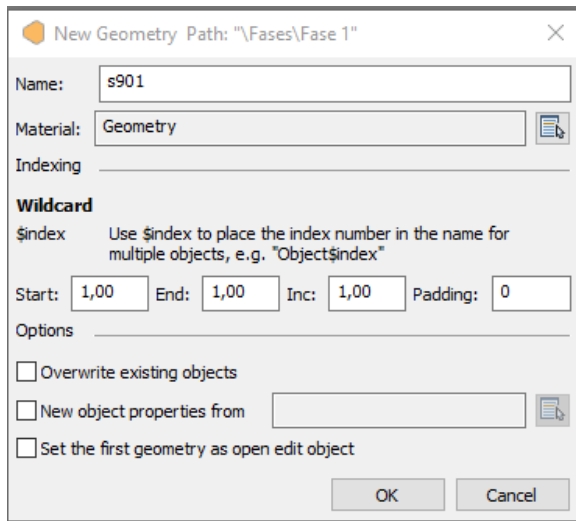 New Geometry Path: "\Fases\Fase 1"
Name: s901
Material: Geometry
Indexing
Wildcard
$index Use $index to place the index number in the name for
multiple objects, e.g. "Object$index"
Start: 1,00 End: 1,00 Inc: 1,00 Padding: 0
Options
Overwrite existing objects
New object properties from
Set the first geometry as open edit object
OK Cancel